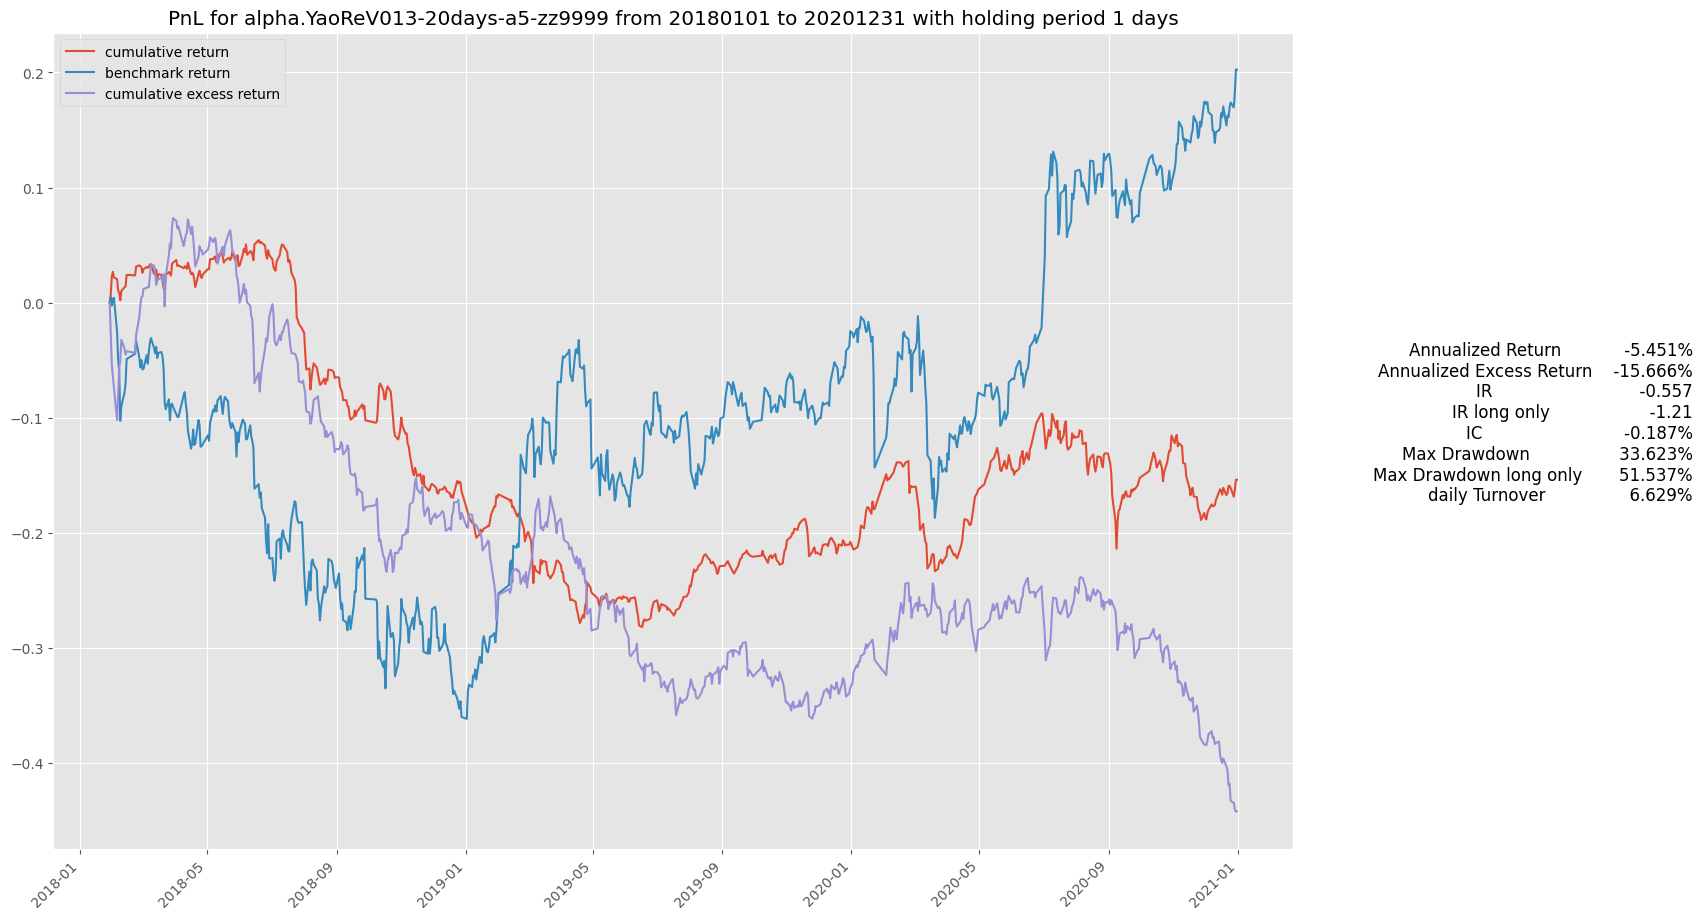 PnL for alpha.YaoReV013-20days-a5-zz9999 from 20180101 to 20201231 with holding period 1 days
cumulative return
benchmark return
cumulative excess return
0.2
0.1
0.0
−0.1
−0.2
−0.3
−0.4
2018-01
2018-05
2018-09
2019-01
2019-05
2019-09
2020-01
2020-05
2020-09
2021-01
Annualized Return -5.451%
Annualized Excess Return -15.666%
IR -0.557
IR long only -1.21
IC -0.187%
Max Drawdown 33.623%
Max Drawdown long only 51.537%
daily Turnover 6.629%